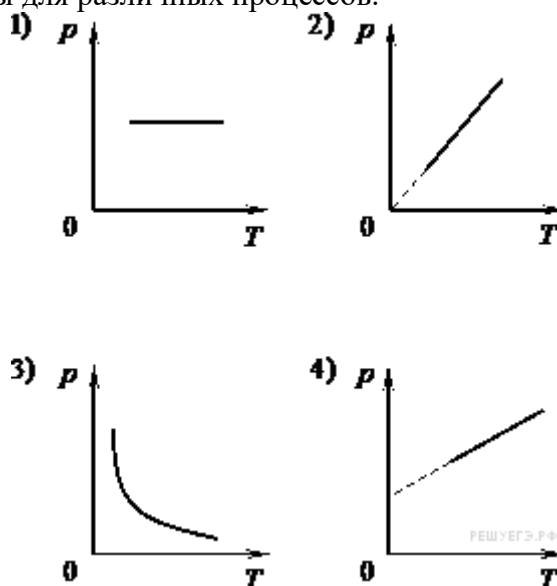 ы для различных процессов.
1) p 2) p
0 T 0 T
3) p 4) p
РЕШУЕГЭ.РФ
0 T 0 T